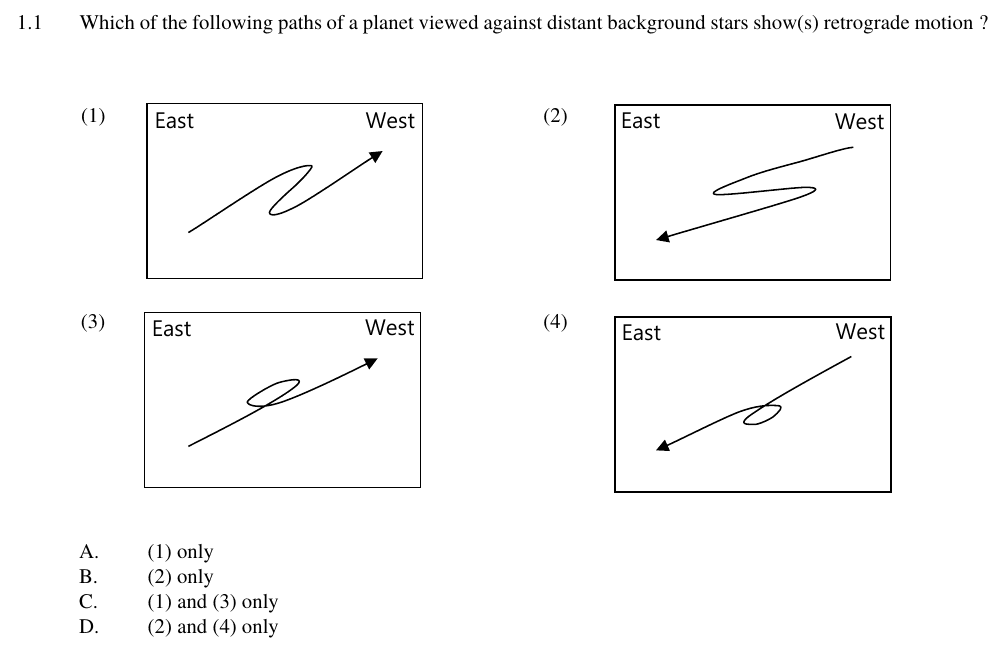 1.1 Which of the following paths of a planet viewed against distant background stars show(s) retrograde motion ?
(1) East West
(2) East West
(3) East West
(4) East West
A. (1) only
B. (2) only
C. (1) and (3) only
D. (2) and (4) only